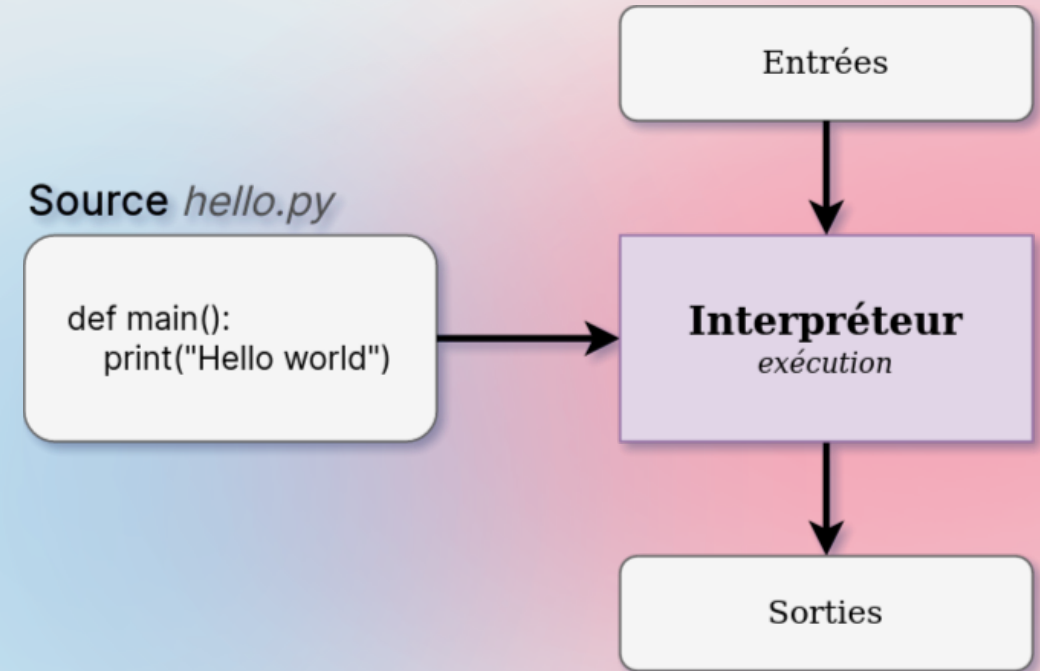 Entrées
Source hello.py
def main():
print("Hello world")
Interpréteur
exécution
Sorties